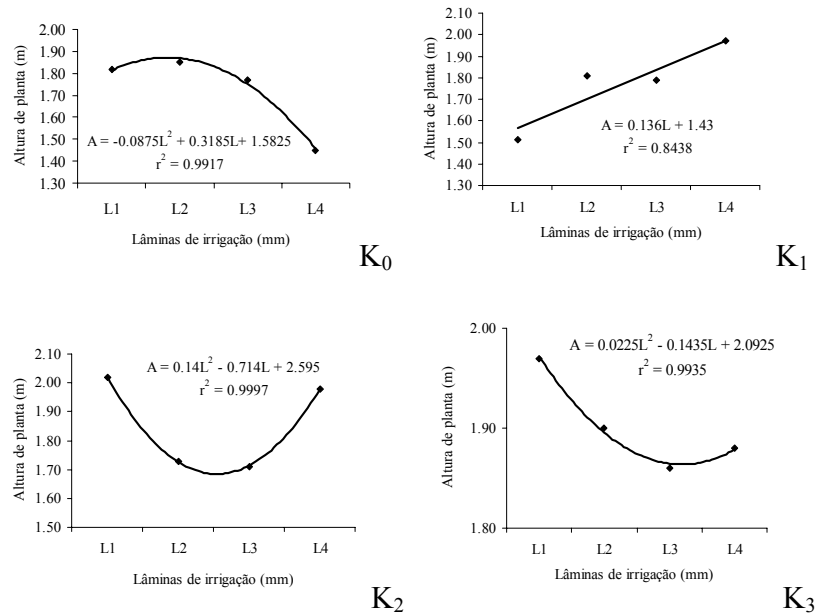 2.00
1.90
1.80
1.70
1.60
1.50
1.40
1.30
Altura de planta (m)
A = -0.0875L² + 0.3185L+ 1.5825
r² = 0.9917
L1 L2 L3 L4
Lâminas de irrigação (mm)
K₀
2.10
2.00
1.90
1.80
1.70
1.60
1.50
1.40
1.30
Altura de planta (m)
A = 0.136L + 1.43
r² = 0.8438
L1 L2 L3 L4
Lâminas de irrigação (mm)
K₁
2.10
2.00
1.90
1.80
1.70
1.60
1.50
Altura de planta (m)
A = 0.14L² - 0.714L + 2.595
r² = 0.9997
L1 L2 L3 L4
Lâminas de irrigação (mm)
K₂
2.00
1.90
1.80
Altura de planta (m)
A = 0.0225L² - 0.1435L + 2.0925
r² = 0.9935
L1 L2 L3 L4
Lâminas de irrigação (mm)
K₃